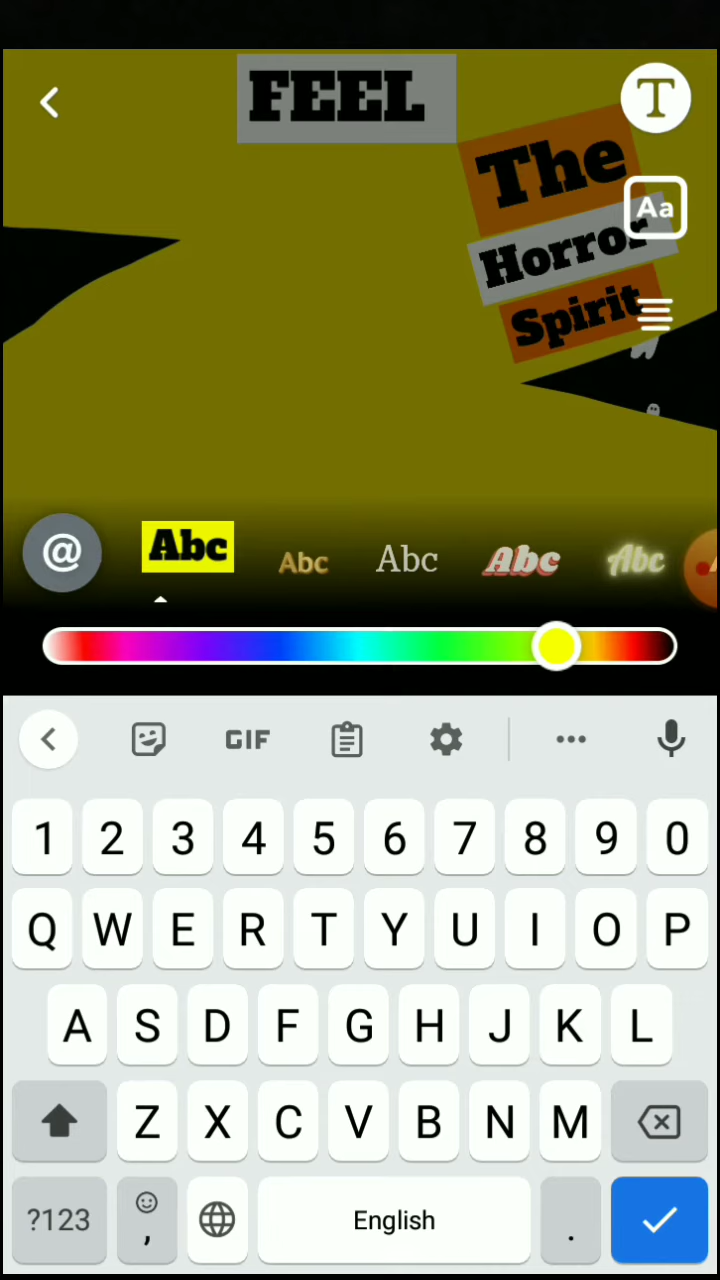 FEEL
T
The
Aa
Horror
Spirit
@
Abc
Abc
Abc
Abc
Abc
GIF
1 2 3 4 5 6 7 8 9 0
Q W E R T Y U I O P
A S D F G H J K L
Z X C V B N M
?123
,
English
.